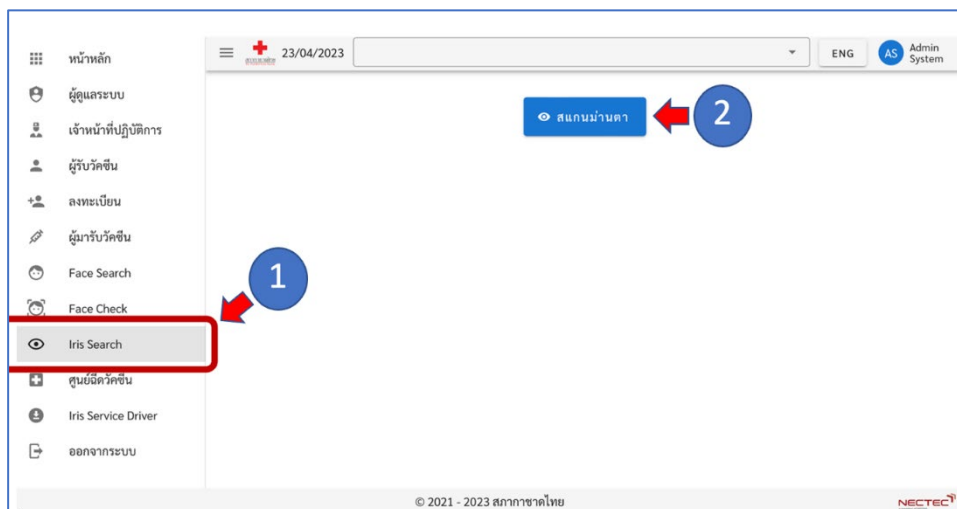 หน้าหลัก
ผู้ดูแลระบบ
เจ้าหน้าที่ปฏิบัติการ
ผู้รับวัคซีน
ลงทะเบียน
ผู้มารับวัคซีน
Face Search
Face Check
Iris Search
ศูนย์ฉีดวัคซีน
Iris Service Driver
ออกจากระบบ
23/04/2023
ENG
AS
Admin
System
สแกนม่านตา
2
1
© 2021 - 2023 สภากาชาดไทย
NECTEC